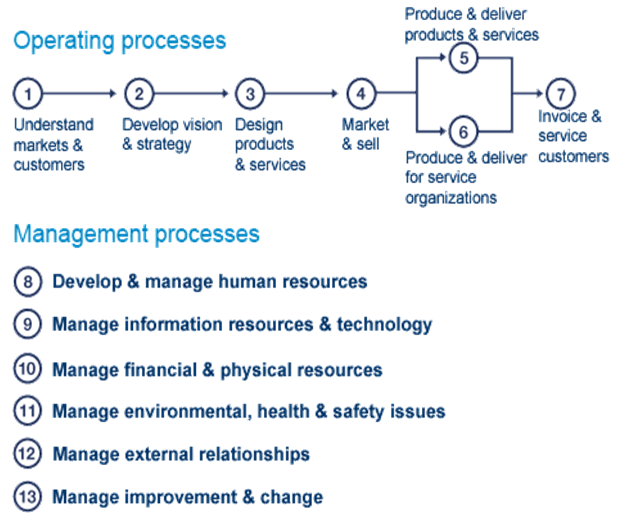 Operating processes
1
Understand
markets &
customers
2
Develop vision
& strategy
3
Design
products
& services
4
Market
& sell
Produce & deliver
products & services
5
6
Produce & deliver
for service
organizations
7
Invoice &
service
customers
Management processes
8 Develop & manage human resources
9 Manage information resources & technology
10 Manage financial & physical resources
11 Manage environmental, health & safety issues
12 Manage external relationships
13 Manage improvement & change